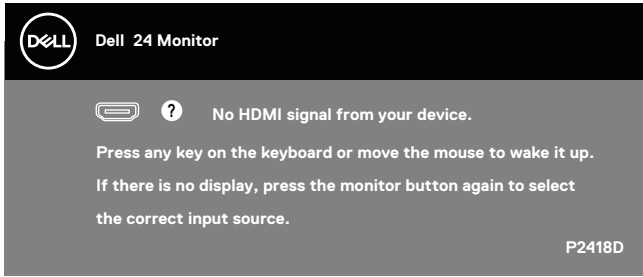 DELL
Dell 24 Monitor
? No HDMI signal from your device.
Press any key on the keyboard or move the mouse to wake it up.
If there is no display, press the monitor button again to select
the correct input source.
P2418D